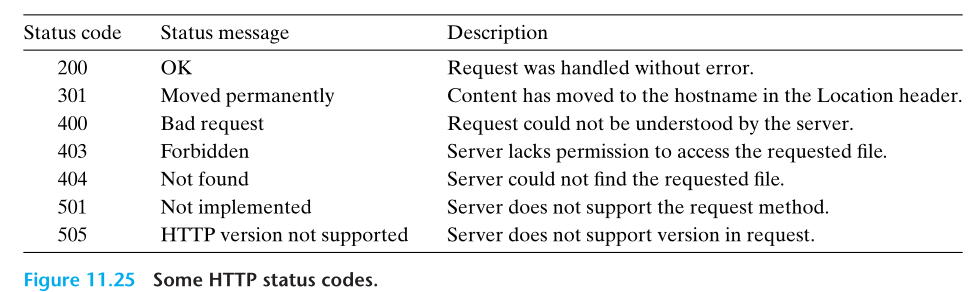 Status code Status message Description
200 OK Request was handled without error.
301 Moved permanently Content has moved to the hostname in the Location header.
400 Bad request Request could not be understood by the server.
403 Forbidden Server lacks permission to access the requested file.
404 Not found Server could not find the requested file.
501 Not implemented Server does not support the request method.
505 HTTP version not supported Server does not support version in request.
Figure 11.25 Some HTTP status codes.